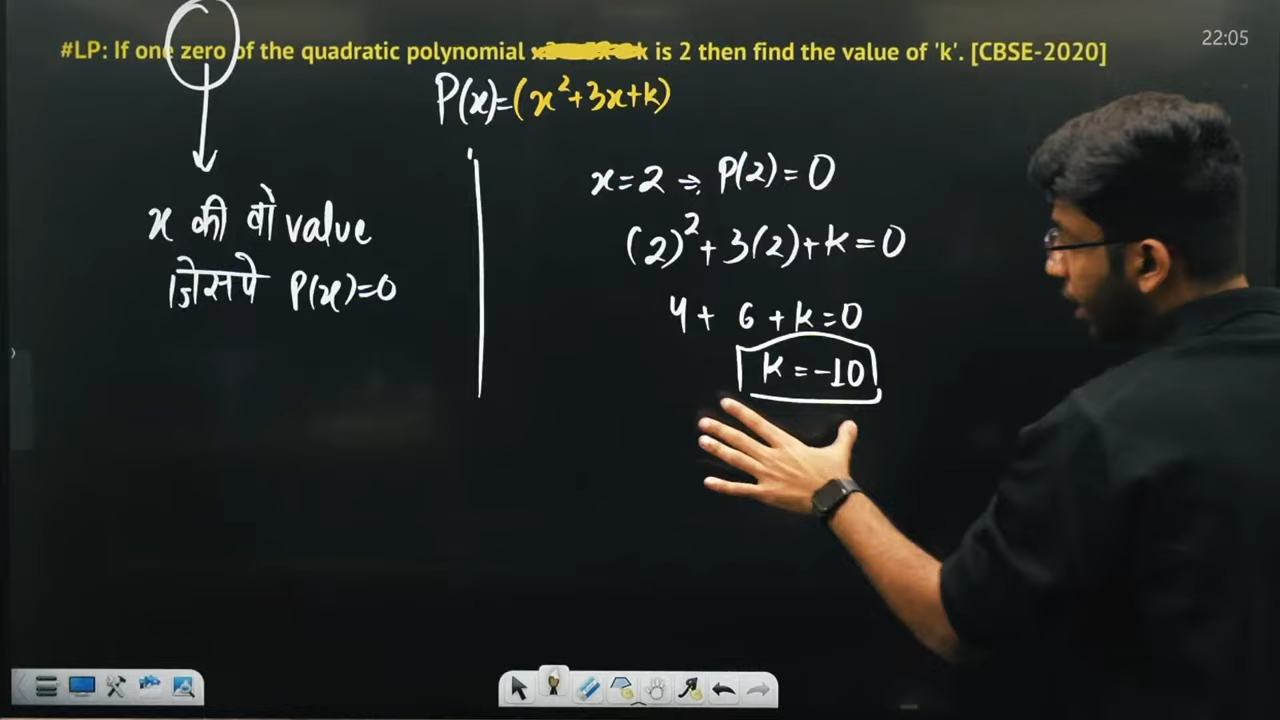 22:05
#LP: If one zero of the quadratic polynomial k is 2 then find the value of 'k'. [CBSE-2020]
P(x)=(x²+3x+k)
x की वो value
जिसपे P(x)=0
x=2 ⇒ P(2)=0
(2)²+3(2)+k=0
4+ 6 +k=0
k=-10